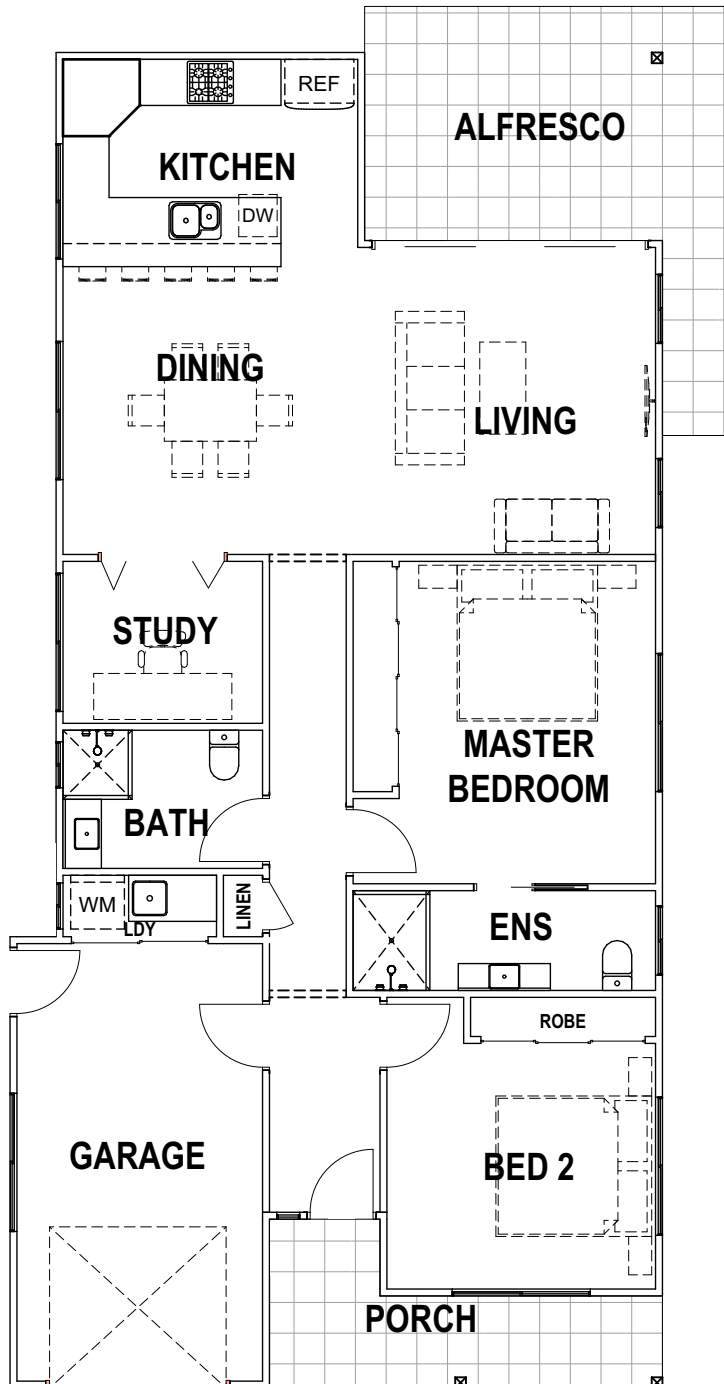 REF
ALFRESCO
KITCHEN
DW
DINING
LIVING
STUDY
MASTER
BEDROOM
BATH
WM
LINEN
LDY
ENS
ROBE
GARAGE
BED 2
PORCH